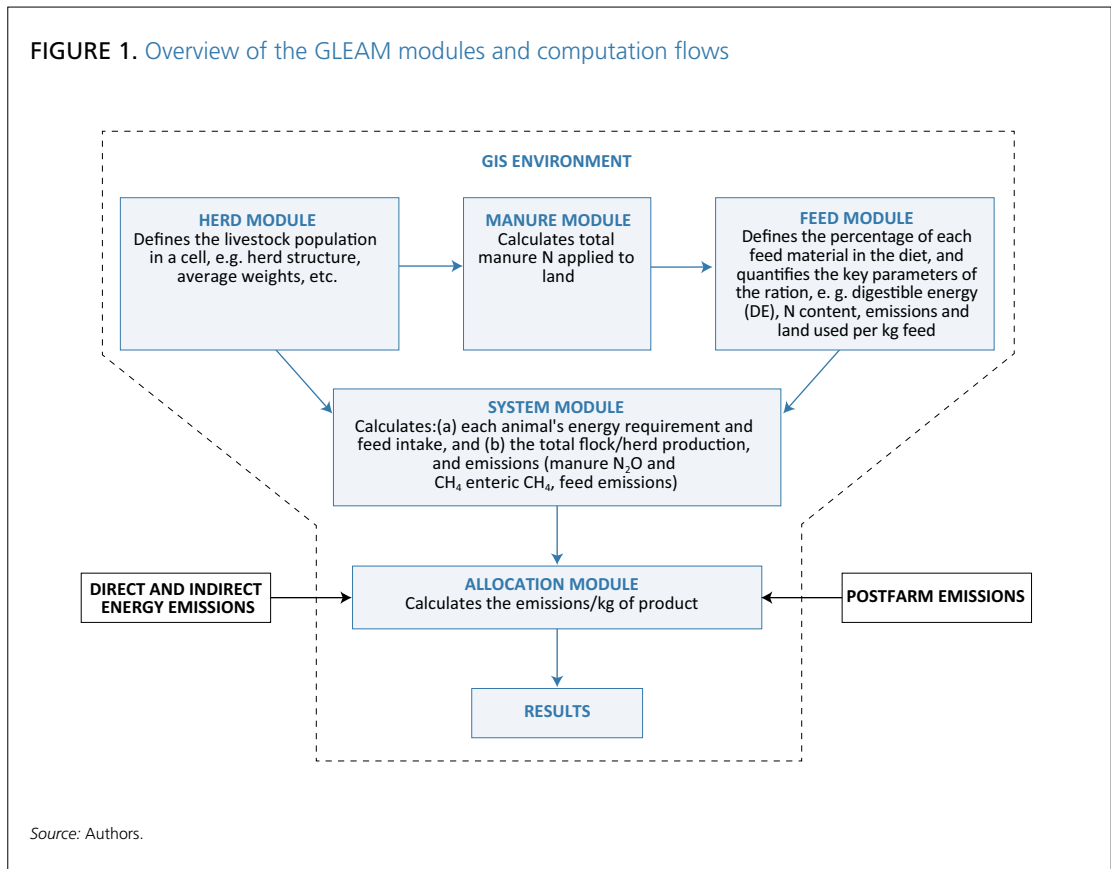 FIGURE 1. Overview of the GLEAM modules and computation flows
GIS ENVIRONMENT
HERD MODULE
Defines the livestock population
in a cell, e.g. herd structure,
average weights, etc.
MANURE MODULE
Calculates total
manure N applied to
land
FEED MODULE
Defines the percentage of each
feed material in the diet, and
quantifies the key parameters of
the ration, e. g. digestible energy
(DE), N content, emissions and
land used per kg feed
SYSTEM MODULE
Calculates:(a) each animal's energy requirement and
feed intake, and (b) the total flock/herd production,
and emissions (manure N₂O and
CH₄ enteric CH₄, feed emissions)
DIRECT AND INDIRECT
ENERGY EMISSIONS
ALLOCATION MODULE
Calculates the emissions/kg of product
POSTFARM EMISSIONS
RESULTS
Source: Authors.